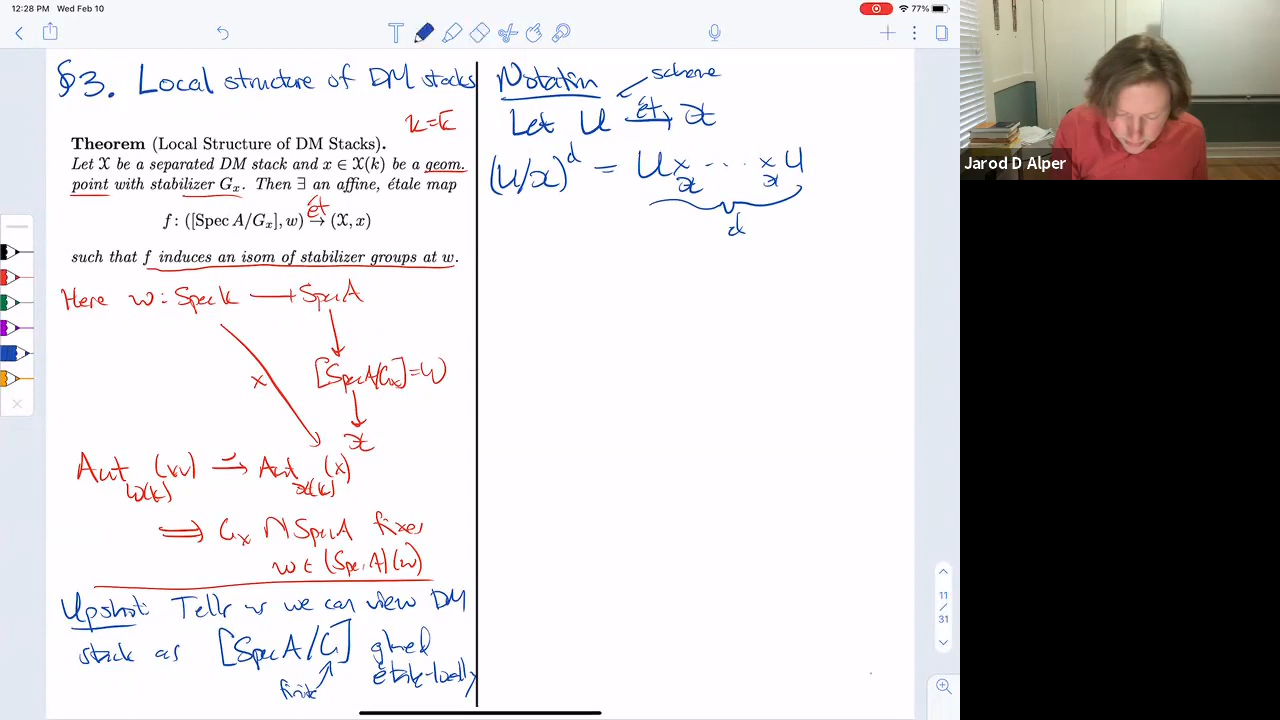 12:28 PM Wed Feb 10
77%
§3. Local structure of DM stacks
k = k̄
Theorem (Local Structure of DM Stacks).
Let 𝒳 be a separated DM stack and x ∈ 𝒳(k) be a geom.
point with stabilizer Gₓ. Then ∃ an affine, étale map
ét
f : ([Spec A/Gₓ], w) → (𝒳, x)
such that f induces an isom of stabilizer groups at w.
Here w: Spec k → Spec A
x
[Spec A/Gₓ] = W
𝒳
Aut_{W(k)}(w) ⥲ Aut_{𝒳(k)}(x)
⟹ Gₓ ↷ Spec A fixes
w ∈ (Spec A)(k)
Upshot: Tells us we can view DM
stack as [Spec A/G] glued
finite
étale-locally
Notation
scheme
Let U ét→ 𝒳
(U/𝒳)^d = U ×_𝒳 ⋯ ×_𝒳 U
d
11
/
31
Jarod D Alper